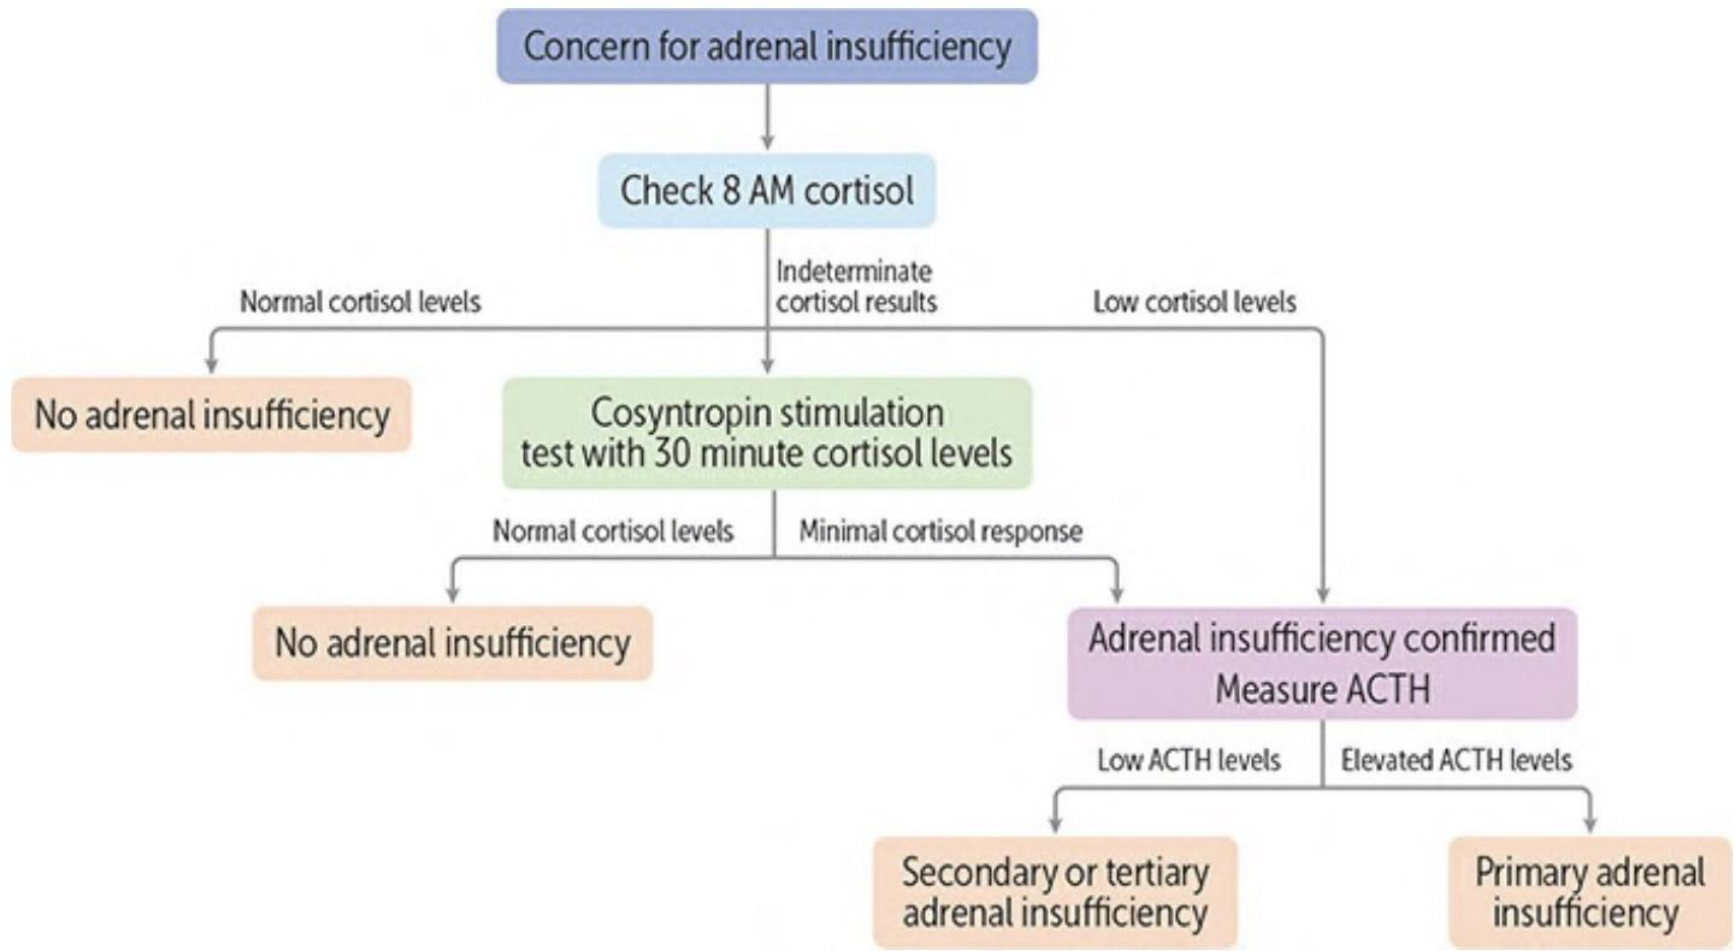 Concern for adrenal insufficiency
Check 8 AM cortisol
Indeterminate
cortisol results
Normal cortisol levels
Low cortisol levels
No adrenal insufficiency
Cosyntropin stimulation
test with 30 minute cortisol levels
Normal cortisol levels
Minimal cortisol response
No adrenal insufficiency
Adrenal insufficiency confirmed
Measure ACTH
Low ACTH levels
Elevated ACTH levels
Secondary or tertiary
adrenal insufficiency
Primary adrenal
insufficiency